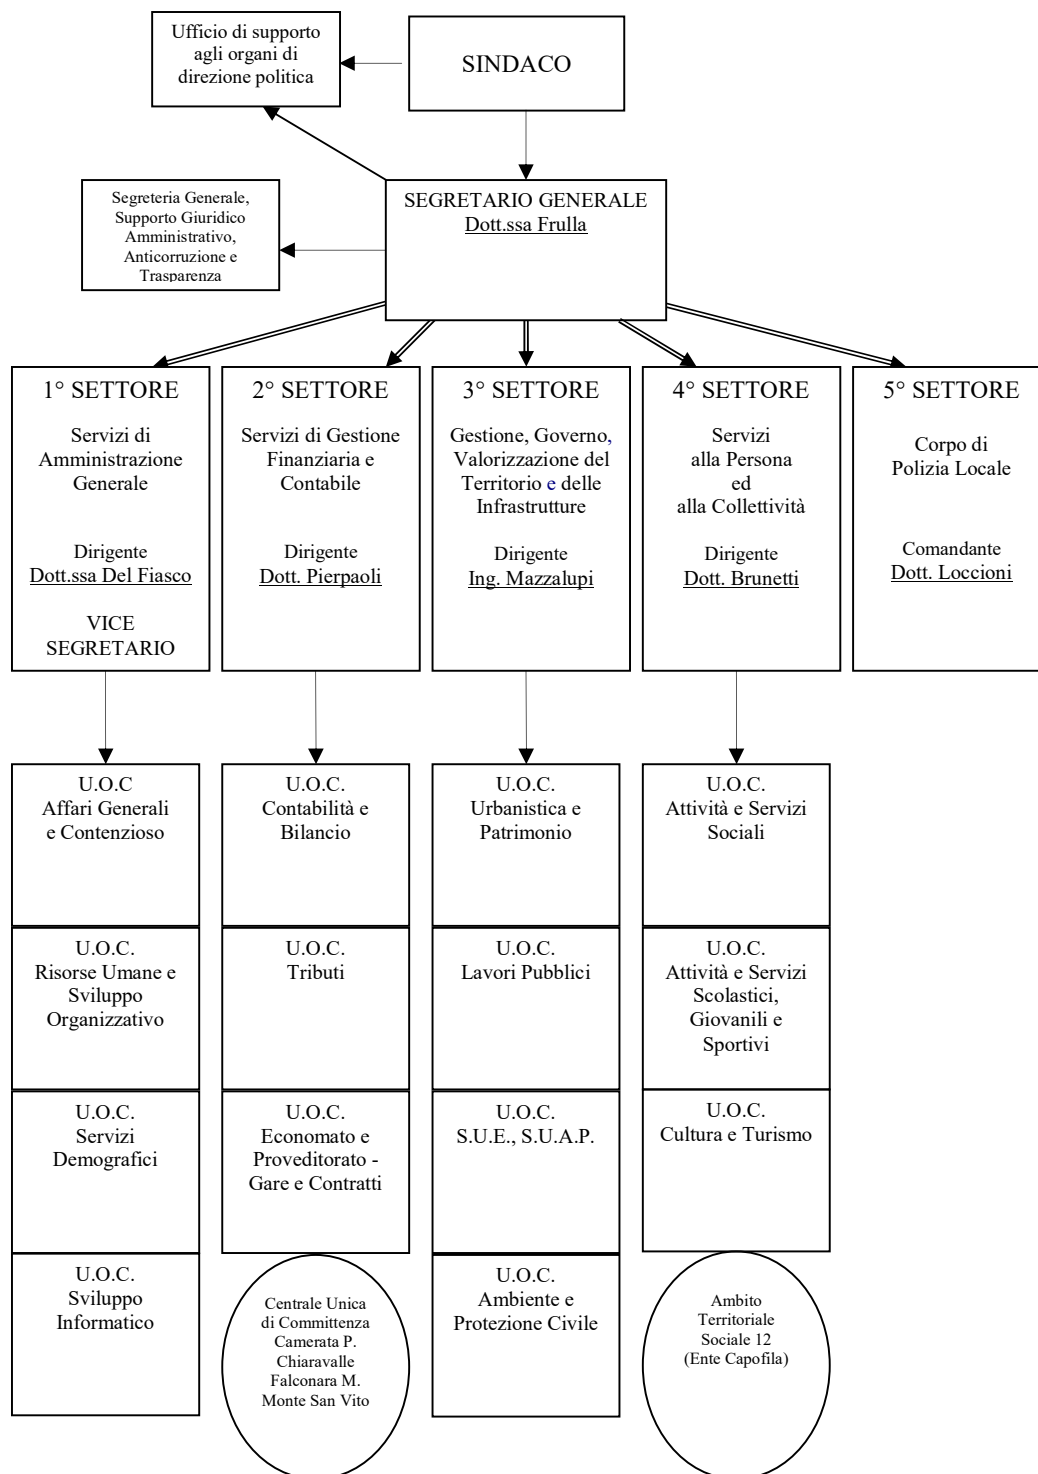 Ufficio di supporto
agli organi di
direzione politica
SINDACO
Segreteria Generale,
Supporto Giuridico
Amministrativo,
Anticorruzione e
Trasparenza
SEGRETARIO GENERALE
Dott.ssa Frulla
1° SETTORE
Servizi di
Amministrazione
Generale
Dirigente
Dott.ssa Del Fiasco
VICE
SEGRETARIO
2° SETTORE
Servizi di Gestione
Finanziaria e
Contabile
Dirigente
Dott. Pierpaoli
3° SETTORE
Gestione, Governo,
Valorizzazione del
Territorio e delle
Infrastrutture
Dirigente
Ing. Mazzalupi
4° SETTORE
Servizi
alla Persona
ed
alla Collettività
Dirigente
Dott. Brunetti
5° SETTORE
Corpo di
Polizia Locale
Comandante
Dott. Loccioni
U.O.C
Affari Generali
e Contenzioso
U.O.C.
Risorse Umane e
Sviluppo
Organizzativo
U.O.C.
Servizi
Demografici
U.O.C.
Sviluppo
Informatico
U.O.C.
Contabilità e
Bilancio
U.O.C.
Tributi
U.O.C.
Economato e
Proveditorato -
Gare e Contratti
Centrale Unica
di Committenza
Camerata P.
Chiaravalle
Falconara M.
Monte San Vito
U.O.C.
Urbanistica e
Patrimonio
U.O.C.
Lavori Pubblici
U.O.C.
S.U.E., S.U.A.P.
U.O.C.
Ambiente e
Protezione Civile
U.O.C.
Attività e Servizi
Sociali
U.O.C.
Attività e Servizi
Scolastici,
Giovanili e
Sportivi
U.O.C.
Cultura e Turismo
Ambito
Territoriale
Sociale 12
(Ente Capofila)